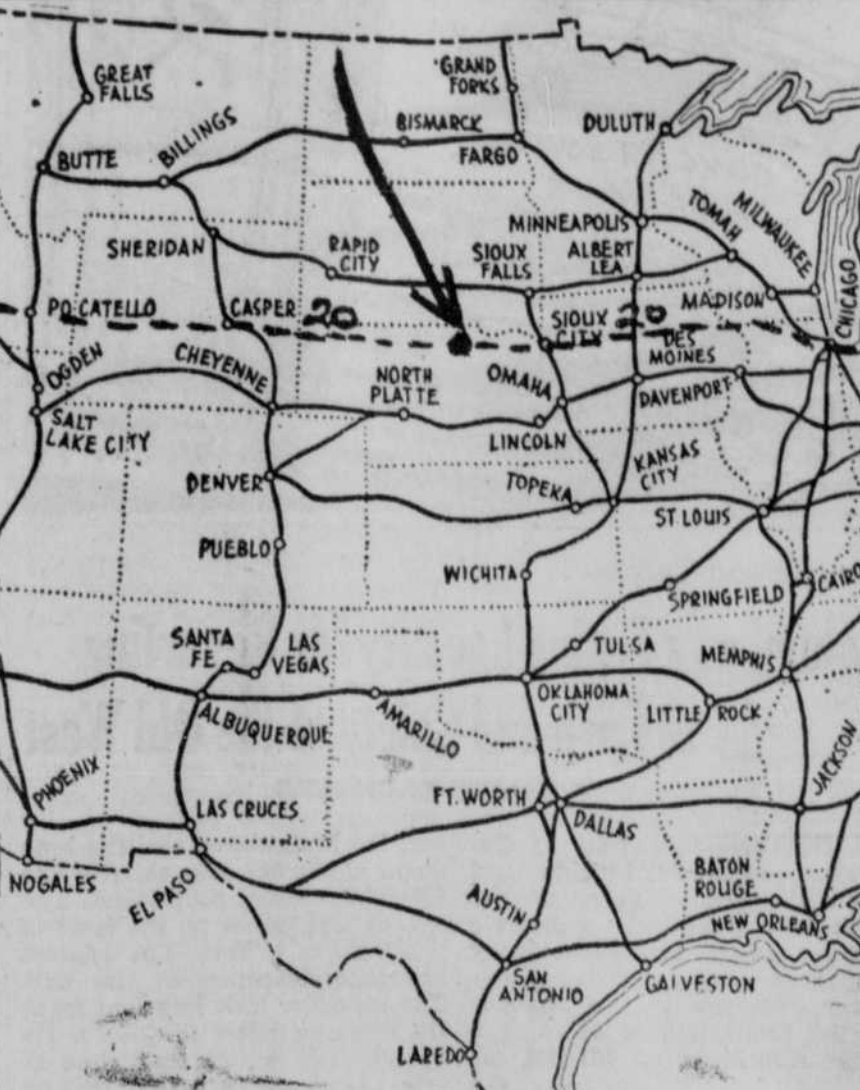 GREAT
FALLS
GRAND
FORKS
BISMARCK
DULUTH
BUTTE
BILLINGS
FARGO
MINNEAPOLIS
TOMAH
MILWAUKEE
SHERIDAN
RAPID
CITY
SIOUX
FALLS
ALBERT
LEA
CHICAGO
POCATELLO
CASPER
20
SIOUX
CITY
20
MADISON
OGDEN
CHEYENNE
DES
MOINES
NORTH
PLATTE
OMAHA
DAVENPORT
SALT
LAKE CITY
LINCOLN
KANSAS
CITY
DENVER
TOPEKA
ST. LOUIS
PUEBLO
WICHITA
SPRINGFIELD
CAIRO
SANTA
FE
LAS
VEGAS
TULSA
MEMPHIS
ALBUQUERQUE
AMARILLO
OKLAHOMA
CITY
LITTLE ROCK
PHOENIX
LAS CRUCES
FT. WORTH
DALLAS
JACKSON
NOGALES
EL PASO
BATON
ROUGE
AUSTIN
NEW ORLEANS
SAN
ANTONIO
GALVESTON
LAREDO